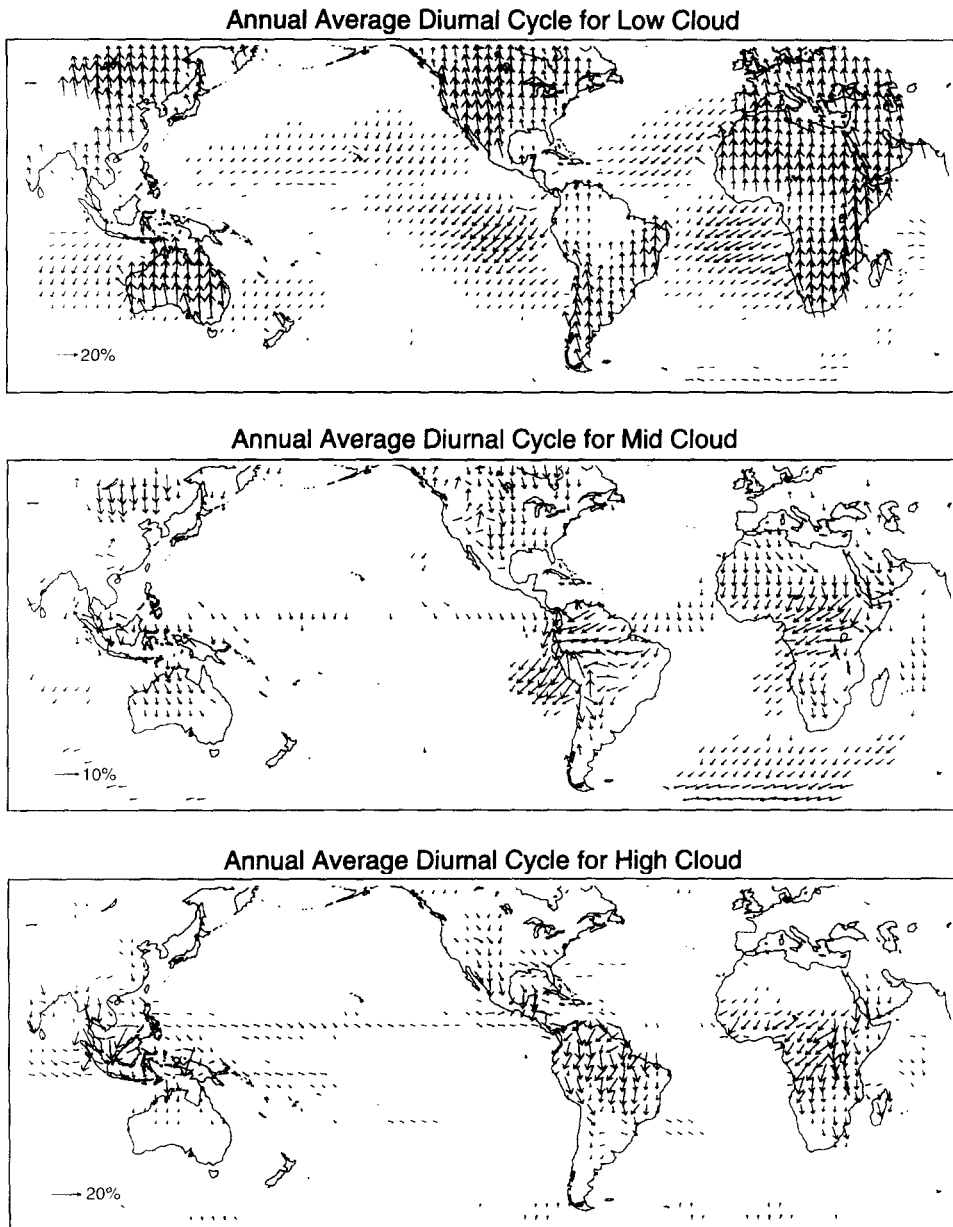 Annual Average Diurnal Cycle for Low Cloud
20%
Annual Average Diurnal Cycle for Mid Cloud
10%
Annual Average Diurnal Cycle for High Cloud
20%